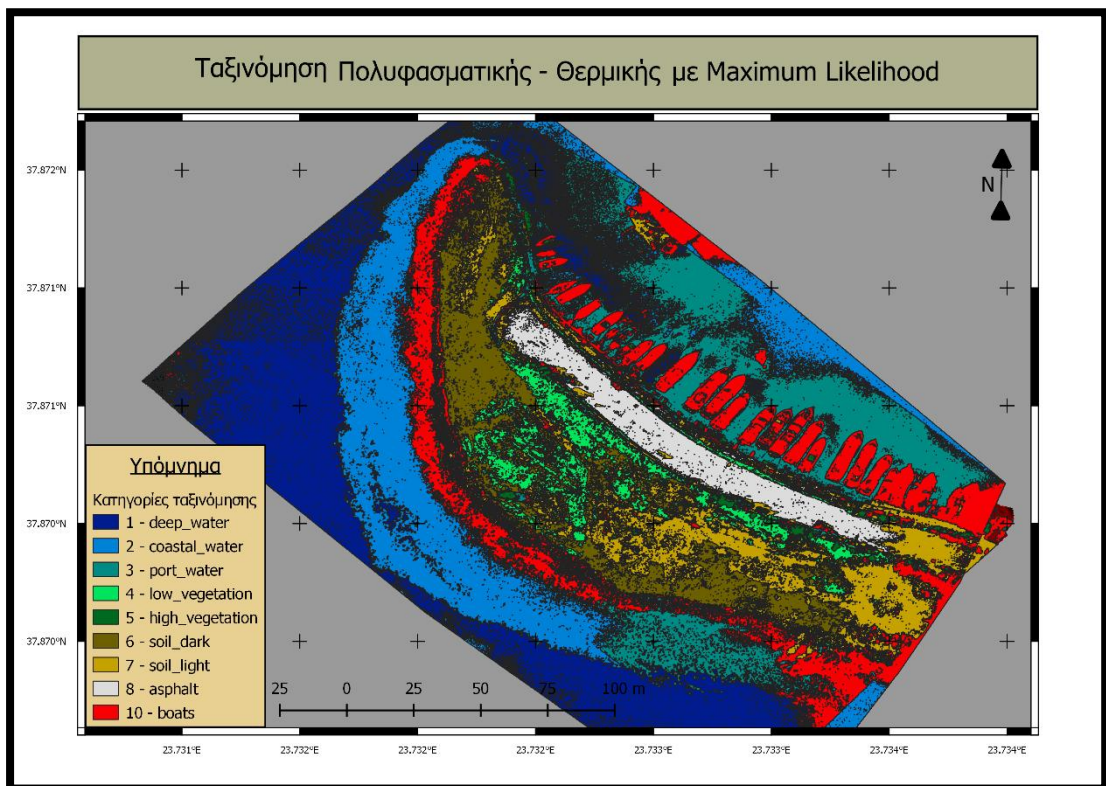 Ταξινόμηση Πολυφασματικής - Θερμικής με Maximum Likelihood
37.872°N
N
37.871°N
37.871°N
Υπόμνημα
Κατηγορίες ταξινόμησης
1 - deep_water
37.870°N
2 - coastal_water
3 - port_water
4 - low_vegetation
5 - high_vegetation
6 - soil_dark
37.870°N
7 - soil_light
8 - asphalt
25 0 25 50 75 100 m
10 - boats
23.731°E 23.732°E 23.732°E 23.732°E 23.733°E 23.733°E 23.734°E 23.734°E